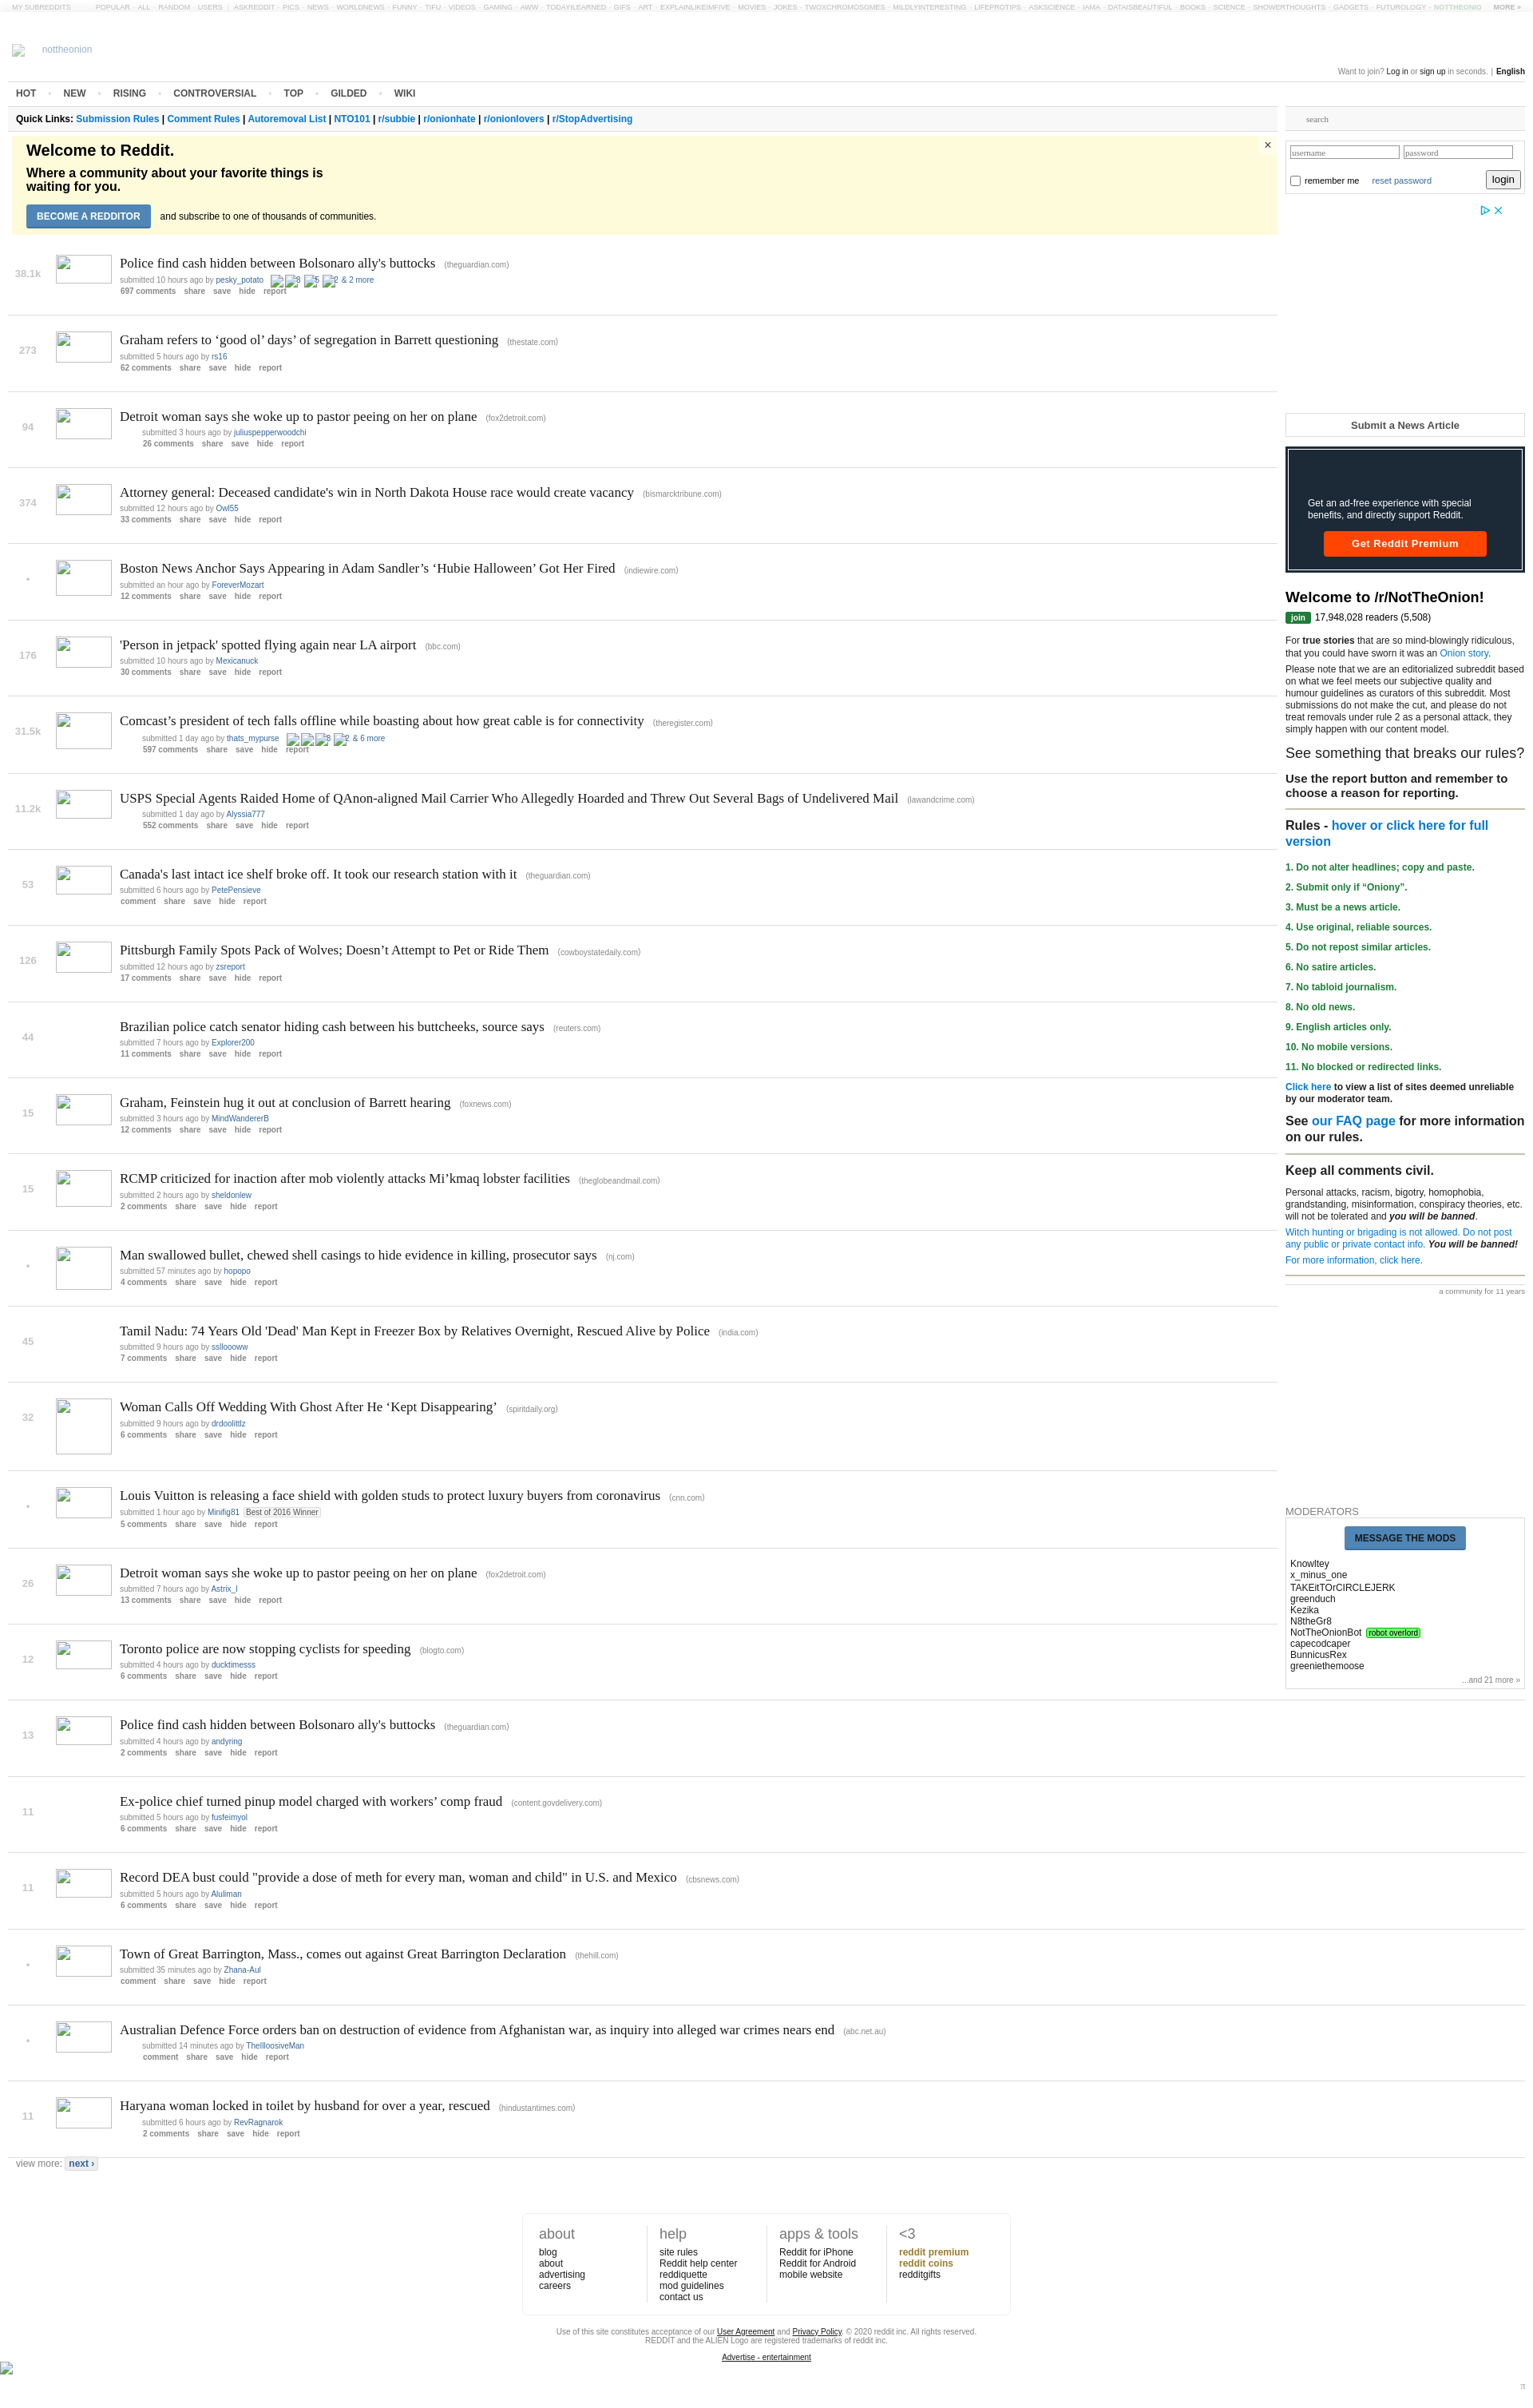 MY SUBREDDITS POPULAR - ALL - RANDOM - USERS | ASKREDDIT - PICS - NEWS - WORLDNEWS - FUNNY - TIFU - VIDEOS - GAMING - AWW - TODAYILEARNED - GIFS - ART - EXPLAINLIKEIMFIVE - MOVIES - JOKES - TWOXCHROMOSOMES - MILDLYINTERESTING - LIFEPROTIPS - ASKSCIENCE - IAMA - DATAISBEAUTIFUL - BOOKS - SCIENCE - SHOWERTHOUGHTS - GADGETS - FUTUROLOGY - NOTTHEONIO MORE »
nottheonion
Want to join? Log in or sign up in seconds. | English
HOT • NEW • RISING • CONTROVERSIAL • TOP • GILDED • WIKI
Quick Links: Submission Rules | Comment Rules | Autoremoval List | NTO101 | r/subbie | r/onionhate | r/onionlovers | r/StopAdvertising
Welcome to Reddit.
×
Where a community about your favorite things is
waiting for you.
BECOME A REDDITOR and subscribe to one of thousands of communities.
38.1k
Police find cash hidden between Bolsonaro ally's buttocks (theguardian.com)
submitted 10 hours ago by pesky_potato 8 5 2 & 2 more
697 comments share save hide report
273
Graham refers to ‘good ol’ days’ of segregation in Barrett questioning (thestate.com)
submitted 5 hours ago by rs16
62 comments share save hide report
94
Detroit woman says she woke up to pastor peeing on her on plane (fox2detroit.com)
submitted 3 hours ago by juliuspepperwoodchi
26 comments share save hide report
374
Attorney general: Deceased candidate's win in North Dakota House race would create vacancy (bismarcktribune.com)
submitted 12 hours ago by Owl55
33 comments share save hide report
•
Boston News Anchor Says Appearing in Adam Sandler’s ‘Hubie Halloween’ Got Her Fired (indiewire.com)
submitted an hour ago by ForeverMozart
12 comments share save hide report
176
'Person in jetpack' spotted flying again near LA airport (bbc.com)
submitted 10 hours ago by Mexicanuck
30 comments share save hide report
31.5k
Comcast’s president of tech falls offline while boasting about how great cable is for connectivity (theregister.com)
submitted 1 day ago by thats_mypurse 8 2 & 6 more
597 comments share save hide report
11.2k
USPS Special Agents Raided Home of QAnon-aligned Mail Carrier Who Allegedly Hoarded and Threw Out Several Bags of Undelivered Mail (lawandcrime.com)
submitted 1 day ago by Alyssia777
552 comments share save hide report
53
Canada's last intact ice shelf broke off. It took our research station with it (theguardian.com)
submitted 6 hours ago by PetePensieve
comment share save hide report
126
Pittsburgh Family Spots Pack of Wolves; Doesn’t Attempt to Pet or Ride Them (cowboystatedaily.com)
submitted 12 hours ago by zsreport
17 comments share save hide report
44
Brazilian police catch senator hiding cash between his buttcheeks, source says (reuters.com)
submitted 7 hours ago by Explorer200
11 comments share save hide report
15
Graham, Feinstein hug it out at conclusion of Barrett hearing (foxnews.com)
submitted 3 hours ago by MindWandererB
12 comments share save hide report
15
RCMP criticized for inaction after mob violently attacks Mi’kmaq lobster facilities (theglobeandmail.com)
submitted 2 hours ago by sheldonlew
2 comments share save hide report
•
Man swallowed bullet, chewed shell casings to hide evidence in killing, prosecutor says (nj.com)
submitted 57 minutes ago by hopopo
4 comments share save hide report
45
Tamil Nadu: 74 Years Old 'Dead' Man Kept in Freezer Box by Relatives Overnight, Rescued Alive by Police (india.com)
submitted 9 hours ago by sslloooww
7 comments share save hide report
32
Woman Calls Off Wedding With Ghost After He ‘Kept Disappearing’ (spiritdaily.org)
submitted 9 hours ago by drdoolittlz
6 comments share save hide report
•
Louis Vuitton is releasing a face shield with golden studs to protect luxury buyers from coronavirus (cnn.com)
submitted 1 hour ago by Minifig81 Best of 2016 Winner
5 comments share save hide report
26
Detroit woman says she woke up to pastor peeing on her on plane (fox2detroit.com)
submitted 7 hours ago by Astrix_I
13 comments share save hide report
12
Toronto police are now stopping cyclists for speeding (blogto.com)
submitted 4 hours ago by ducktimesss
6 comments share save hide report
13
Police find cash hidden between Bolsonaro ally's buttocks (theguardian.com)
submitted 4 hours ago by andyring
2 comments share save hide report
11
Ex-police chief turned pinup model charged with workers’ comp fraud (content.govdelivery.com)
submitted 5 hours ago by fusfeimyol
6 comments share save hide report
11
Record DEA bust could "provide a dose of meth for every man, woman and child" in U.S. and Mexico (cbsnews.com)
submitted 5 hours ago by Aluliman
6 comments share save hide report
•
Town of Great Barrington, Mass., comes out against Great Barrington Declaration (thehill.com)
submitted 35 minutes ago by Zhana-Aul
comment share save hide report
•
Australian Defence Force orders ban on destruction of evidence from Afghanistan war, as inquiry into alleged war crimes nears end (abc.net.au)
submitted 14 minutes ago by TheIlloosiveMan
comment share save hide report
11
Haryana woman locked in toilet by husband for over a year, rescued (hindustantimes.com)
submitted 6 hours ago by RevRagnarok
2 comments share save hide report
view more: next ›
search
username password
remember me reset password login
Submit a News Article
Get an ad-free experience with special
benefits, and directly support Reddit.
Get Reddit Premium
Welcome to /r/NotTheOnion!
join 17,948,028 readers (5,508)
For true stories that are so mind-blowingly ridiculous,
that you could have sworn it was an Onion story.
Please note that we are an editorialized subreddit based
on what we feel meets our subjective quality and
humour guidelines as curators of this subreddit. Most
submissions do not make the cut, and please do not
treat removals under rule 2 as a personal attack, they
simply happen with our content model.
See something that breaks our rules?
Use the report button and remember to
choose a reason for reporting.
Rules - hover or click here for full
version
1. Do not alter headlines; copy and paste.
2. Submit only if “Oniony”.
3. Must be a news article.
4. Use original, reliable sources.
5. Do not repost similar articles.
6. No satire articles.
7. No tabloid journalism.
8. No old news.
9. English articles only.
10. No mobile versions.
11. No blocked or redirected links.
Click here to view a list of sites deemed unreliable
by our moderator team.
See our FAQ page for more information
on our rules.
Keep all comments civil.
Personal attacks, racism, bigotry, homophobia,
grandstanding, misinformation, conspiracy theories, etc.
will not be tolerated and you will be banned.
Witch hunting or brigading is not allowed. Do not post
any public or private contact info. You will be banned!
For more information, click here.
a community for 11 years
MODERATORS
MESSAGE THE MODS
Knowltey
x_minus_one
TAKEitTOrCIRCLEJERK
greenduch
Kezika
N8theGr8
NotTheOnionBot robot overlord
capecodcaper
BunnicusRex
greeniethemoose
...and 21 more »
about
blog
about
advertising
careers
help
site rules
Reddit help center
reddiquette
mod guidelines
contact us
apps & tools
Reddit for iPhone
Reddit for Android
mobile website
<3
reddit premium
reddit coins
redditgifts
Use of this site constitutes acceptance of our User Agreement and Privacy Policy. © 2020 reddit inc. All rights reserved.
REDDIT and the ALIEN Logo are registered trademarks of reddit inc.
Advertise - entertainment
π